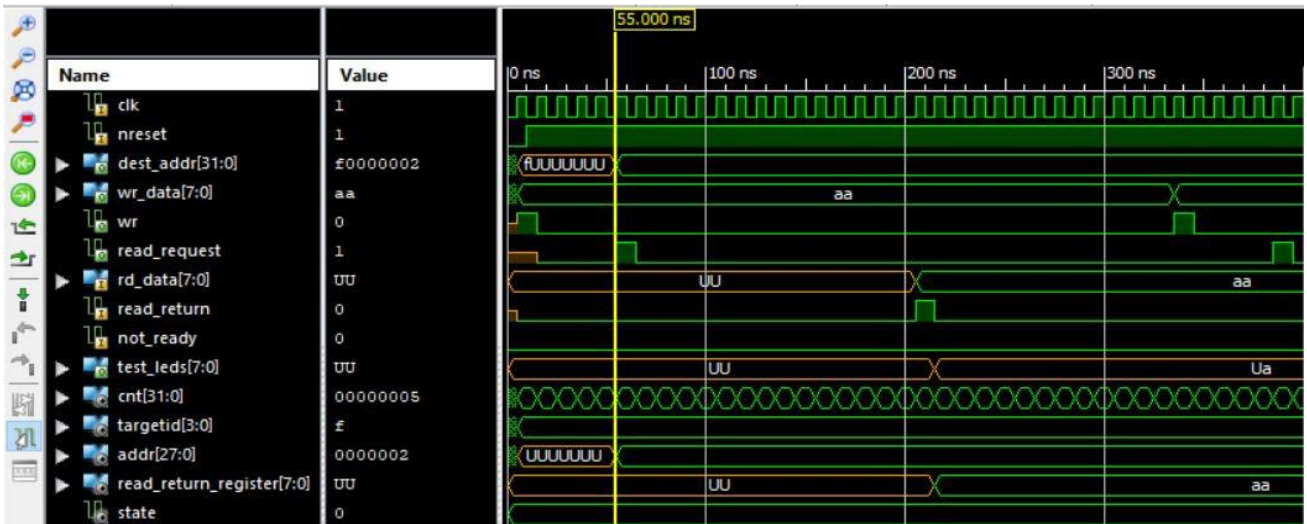 55.000 ns
Name Value 0 ns 100 ns 200 ns 300 ns
clk 1
nreset 1
dest_addr[31:0] f0000002 fUUUUUUU
wr_data[7:0] aa aa
wr 0
read_request 1
rd_data[7:0] UU UU aa
read_return 0
not_ready 0
test_leds[7:0] UU UU Ua
cnt[31:0] 00000005
targetid[3:0] f
addr[27:0] 0000002 UUUUUUU
read_return_register[7:0] UU UU aa
state 0